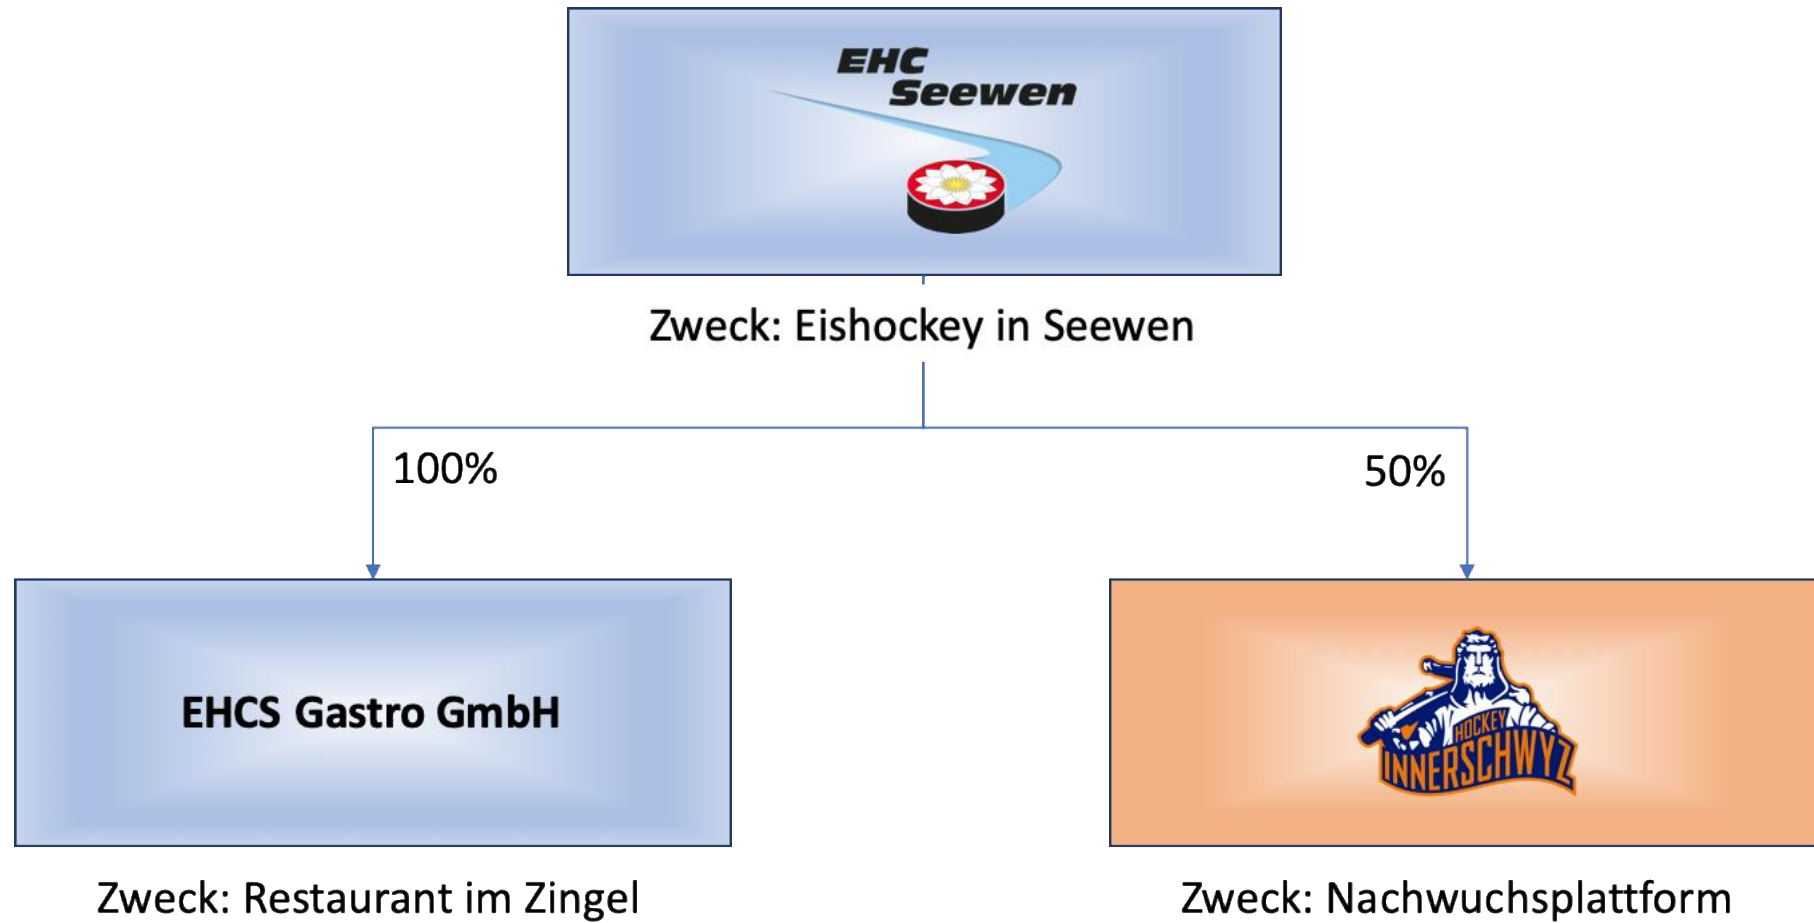 EHC
Seewen
Zweck: Eishockey in Seewen
100%
50%
EHCS Gastro GmbH
HOCKEY
INNERSCHWYZ
Zweck: Restaurant im Zingel
Zweck: Nachwuchsplattform